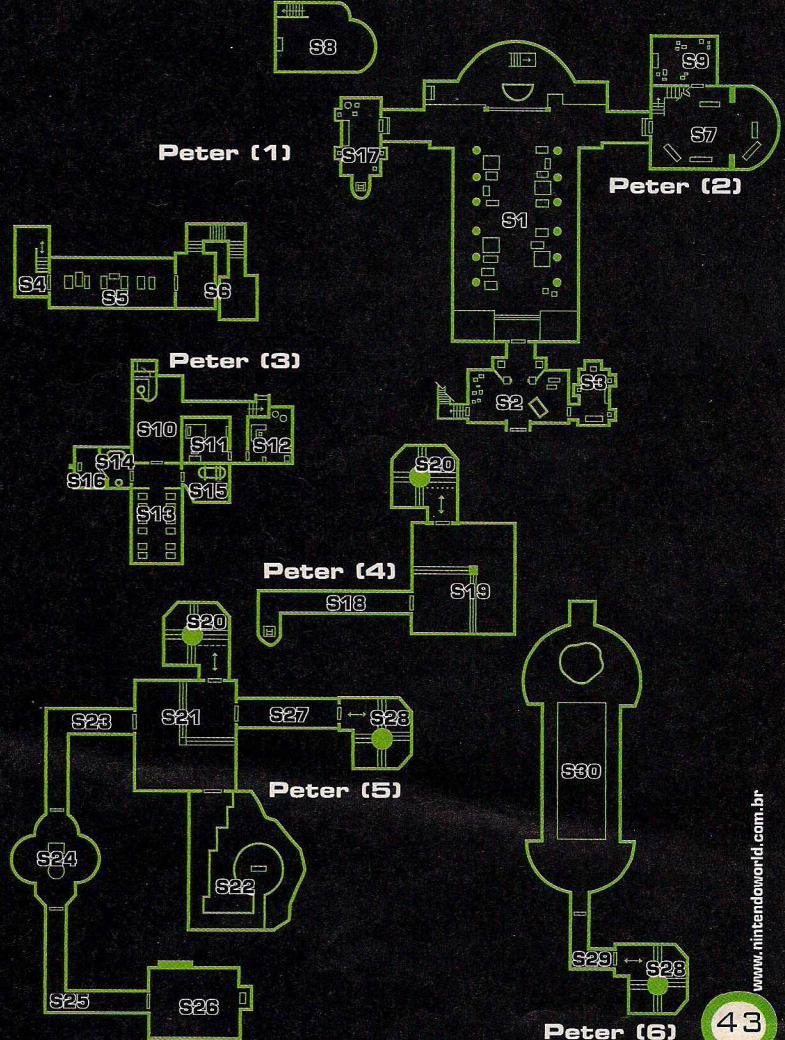 S8
S9
S7
Peter (1)
S17
Peter (2)
S1
S4
S5
S6
Peter (3)
S3
S2
S10
S11
S12
S14
S16
S15
S13
S20
Peter (4)
S18
S19
S20
S23
S21
S27
S28
Peter (5)
S30
S24
S22
S25
S26
S29
S28
Peter (6)
www.nintendoworld.com.br
43